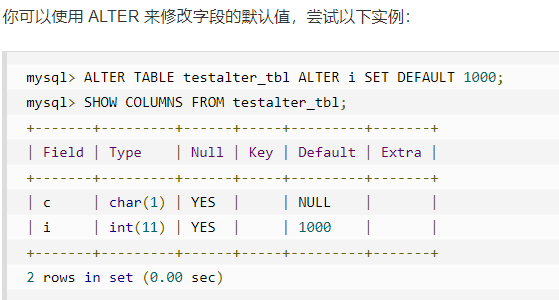 你可以使用 ALTER 来修改字段的默认值，尝试以下实例：
mysql> ALTER TABLE testalter_tbl ALTER i SET DEFAULT 1000;
mysql> SHOW COLUMNS FROM testalter_tbl;
+-------+---------+------+-----+---------+-------+
| Field | Type    | Null | Key | Default | Extra |
+-------+---------+------+-----+---------+-------+
| c     | char(1) | YES  |     | NULL    |       |
| i     | int(11) | YES  |     | 1000    |       |
+-------+---------+------+-----+---------+-------+
2 rows in set (0.00 sec)